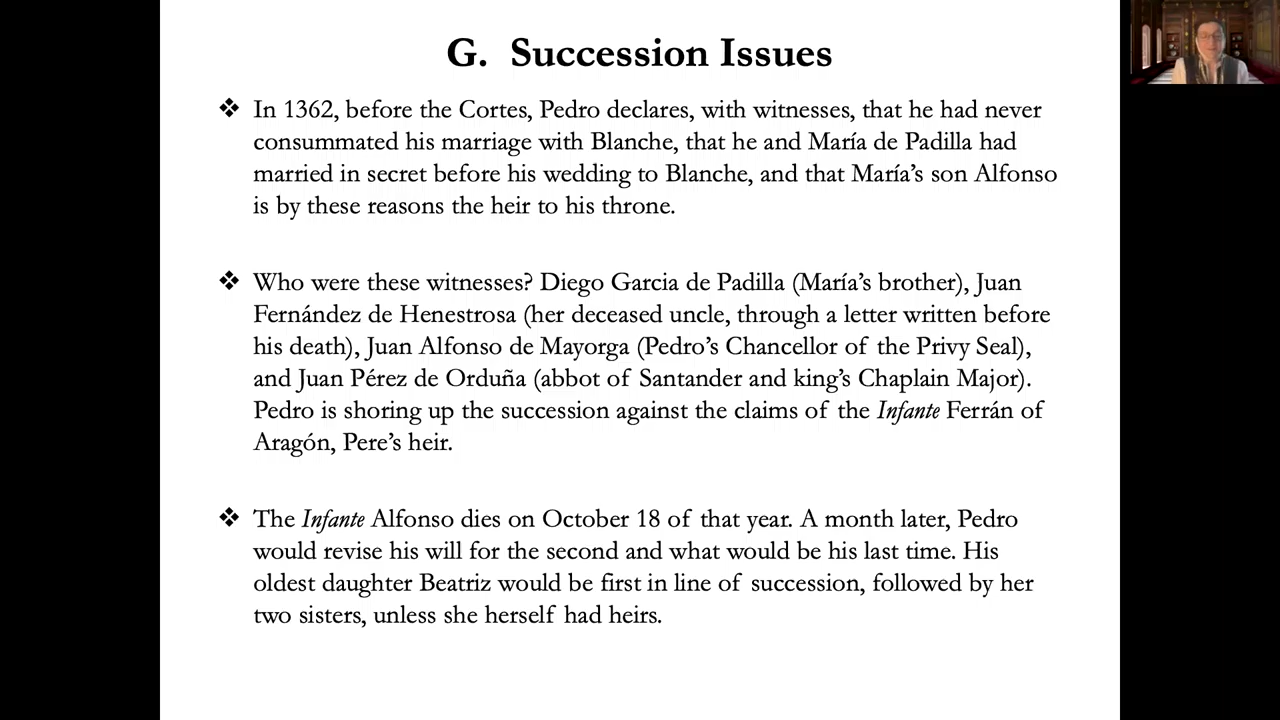 G. Succession Issues
❖ In 1362, before the Cortes, Pedro declares, with witnesses, that he had never
consummated his marriage with Blanche, that he and María de Padilla had
married in secret before his wedding to Blanche, and that María’s son Alfonso
is by these reasons the heir to his throne.
❖ Who were these witnesses? Diego Garcia de Padilla (María’s brother), Juan
Fernández de Henestrosa (her deceased uncle, through a letter written before
his death), Juan Alfonso de Mayorga (Pedro’s Chancellor of the Privy Seal),
and Juan Pérez de Orduña (abbot of Santander and king’s Chaplain Major).
Pedro is shoring up the succession against the claims of the Infante Ferrán of
Aragón, Pere’s heir.
❖ The Infante Alfonso dies on October 18 of that year. A month later, Pedro
would revise his will for the second and what would be his last time. His
oldest daughter Beatriz would be first in line of succession, followed by her
two sisters, unless she herself had heirs.